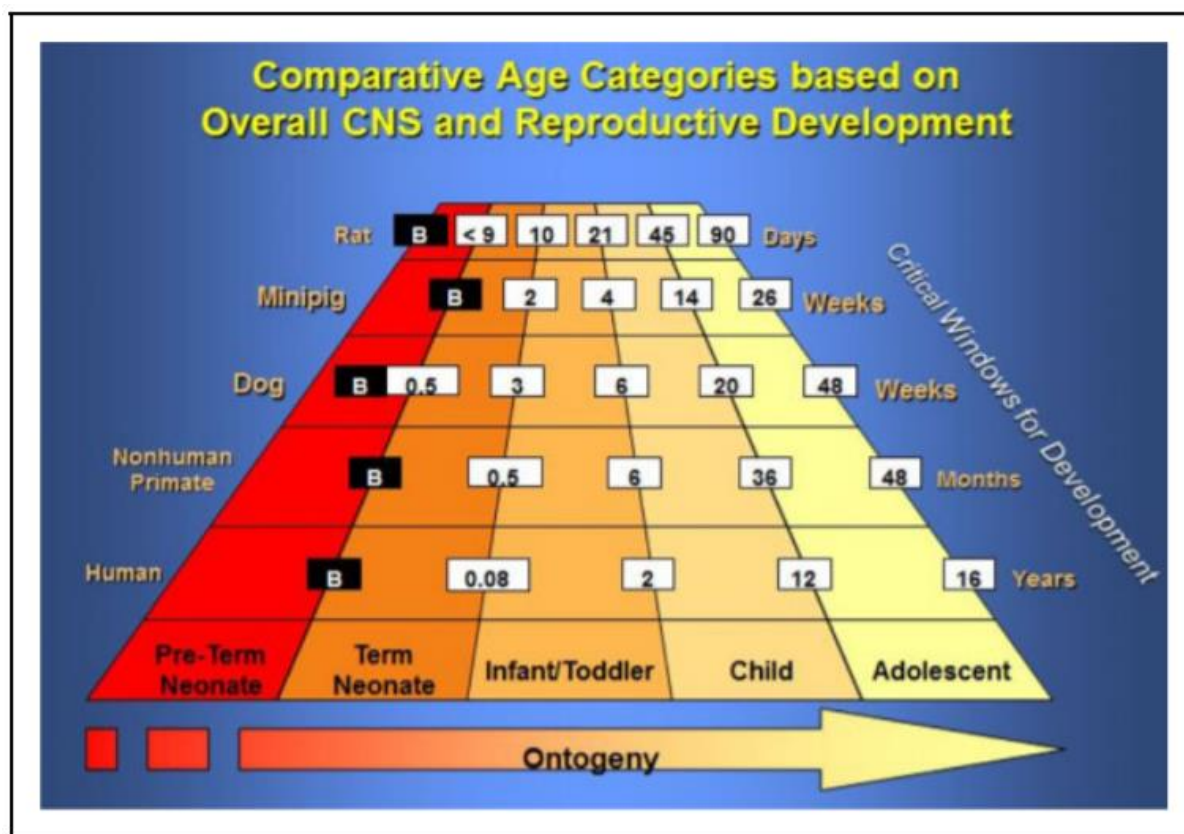 Comparative Age Categories based on
Overall CNS and Reproductive Development
Rat B < 9 10 21 45 90 Days
Minipig B 2 4 14 26 Weeks
Dog B 0.5 3 6 20 48 Weeks
Nonhuman
Primate B 0.5 6 36 48 Months
Human B 0.08 2 12 16 Years
Critical Windows for Development
Pre-Term
Neonate
Term
Neonate
Infant/Toddler
Child
Adolescent
Ontogeny